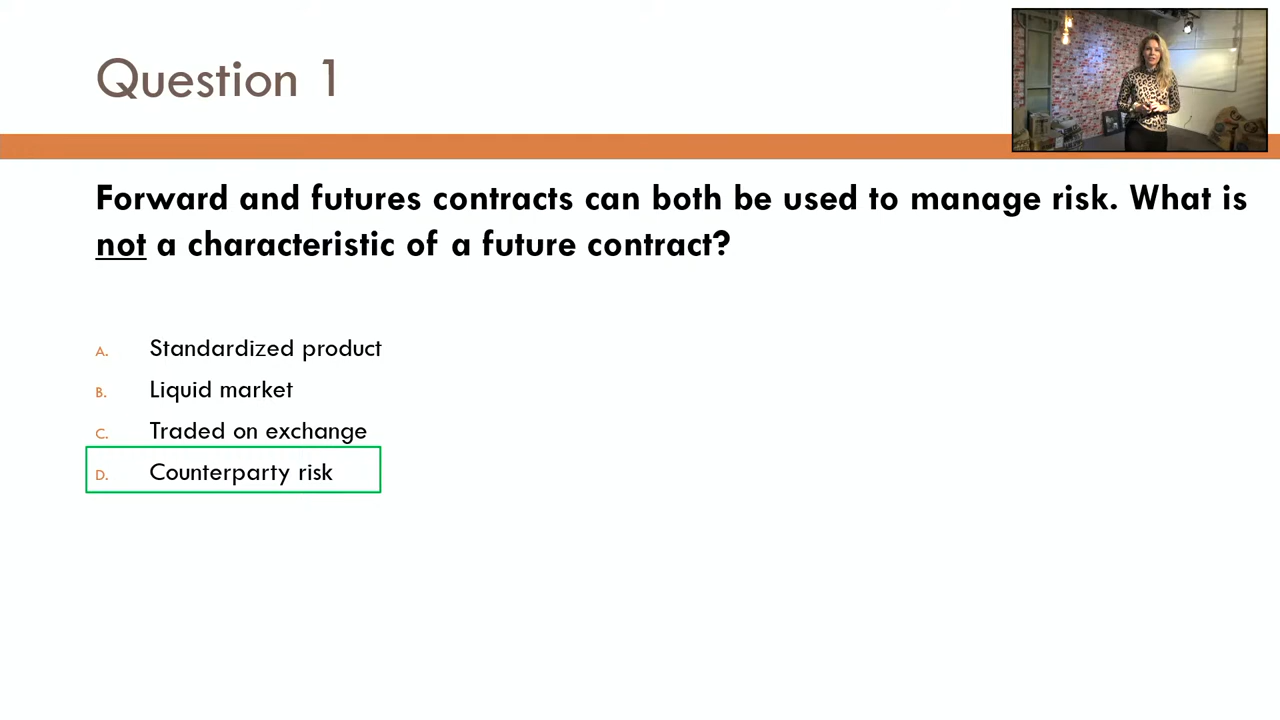 Question 1
Forward and futures contracts can both be used to manage risk. What is
not a characteristic of a future contract?
A. Standardized product
B. Liquid market
C. Traded on exchange
D. Counterparty risk